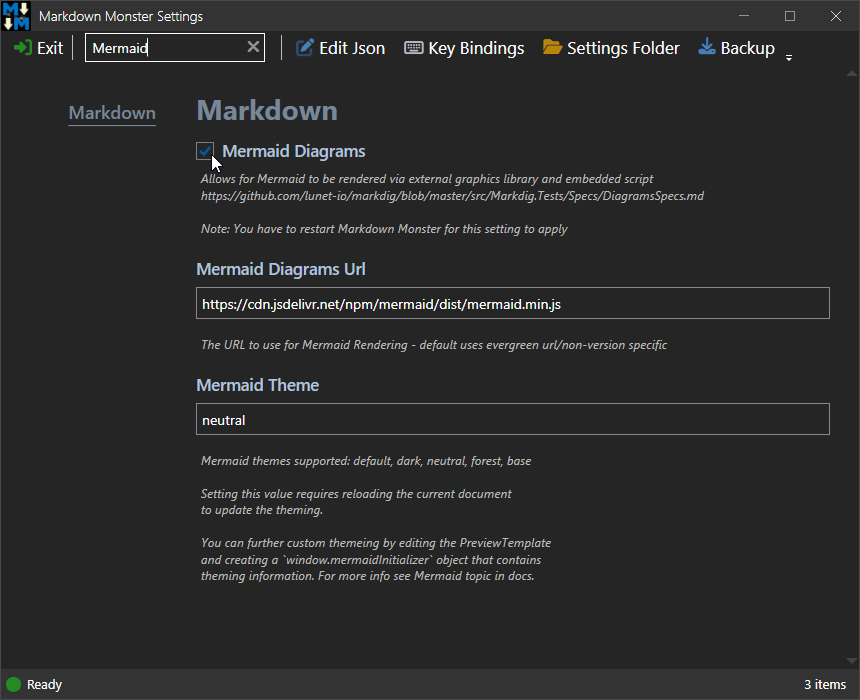 Markdown Monster Settings
Exit
Mermaid
Edit Json
Key Bindings
Settings Folder
Backup
Markdown
Markdown
Mermaid Diagrams
Allows for Mermaid to be rendered via external graphics library and embedded script
https://github.com/lunet-io/markdig/blob/master/src/Markdig.Tests/Specs/DiagramsSpecs.md
Note: You have to restart Markdown Monster for this setting to apply
Mermaid Diagrams Url
https://cdn.jsdelivr.net/npm/mermaid/dist/mermaid.min.js
The URL to use for Mermaid Rendering - default uses evergreen url/non-version specific
Mermaid Theme
neutral
Mermaid themes supported: default, dark, neutral, forest, base
Setting this value requires reloading the current document
to update the theming.
You can further custom themeing by editing the PreviewTemplate
and creating a `window.mermaidInitializer` object that contains
theming information. For more info see Mermaid topic in docs.
Ready
3 items